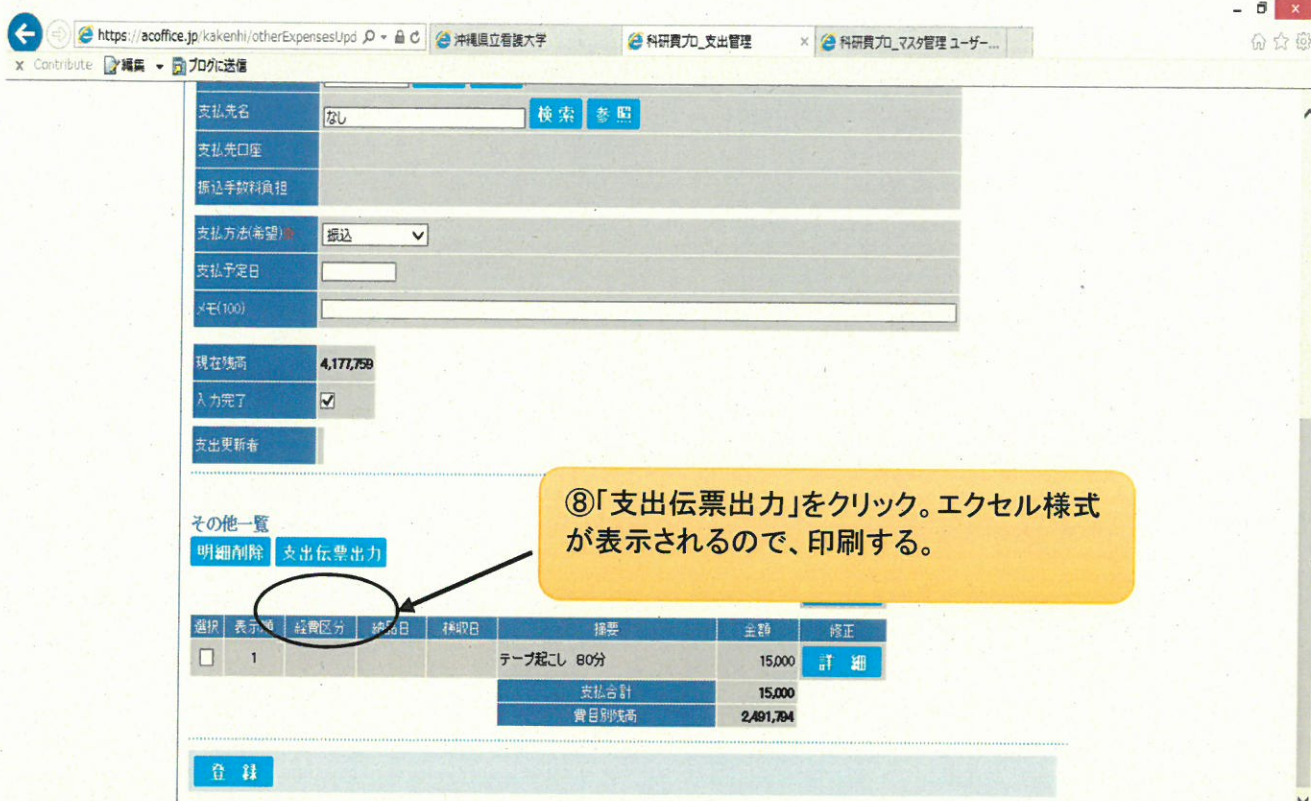 https://acoffice.jp/kakenhi/otherExpensesUpd
沖縄県立看護大学
科研費プロ_支出管理
科研費プロ_マスタ管理 ユーザー...
x Contribute 編集 ブログに送信
支払先名 なし 検索 参照
支払先口座
振込手数料負担
支払方法(希望)※ 振込
支払予定日
メモ(100)
現在残高 4,177,759
入力完了
支出更新者
⑧「支出伝票出力」をクリック。エクセル様式
が表示されるので、印刷する。
その他一覧
明細削除 支出伝票出力
選択 表示順 経費区分 納品日 検収日 摘要 金額 修正
1 テープ起こし 80分 15,000 詳細
支払合計 15,000
費目別残高 2,491,794
登録